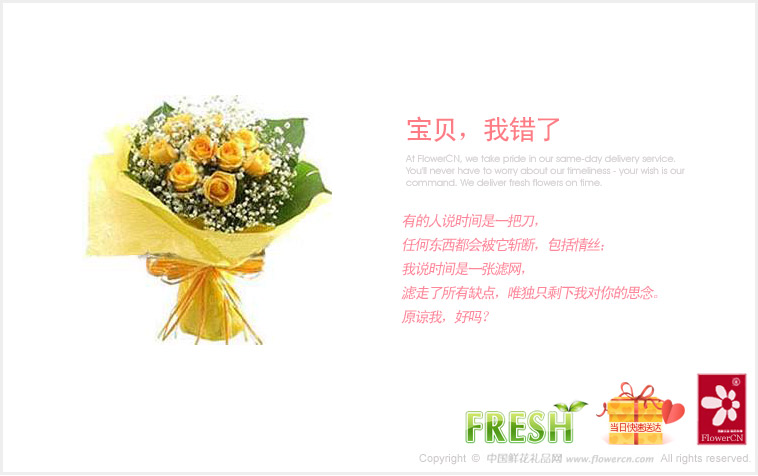 宝贝，我错了
At FlowerCN, we take pride in our same-day delivery service.
You'll never have to worry about our timeliness - your wish is our
command. We deliver fresh flowers on time.
有的人说时间是一把刀，
任何东西都会被它斩断，包括情丝；
我说时间是一张滤网，
滤走了所有缺点，唯独只剩下我对你的思念。
原谅我，好吗？
FRESH
当日快速送达
FlowerCN
Copyright © 中国鲜花礼品网 www.flowercn.com All rights reserved.